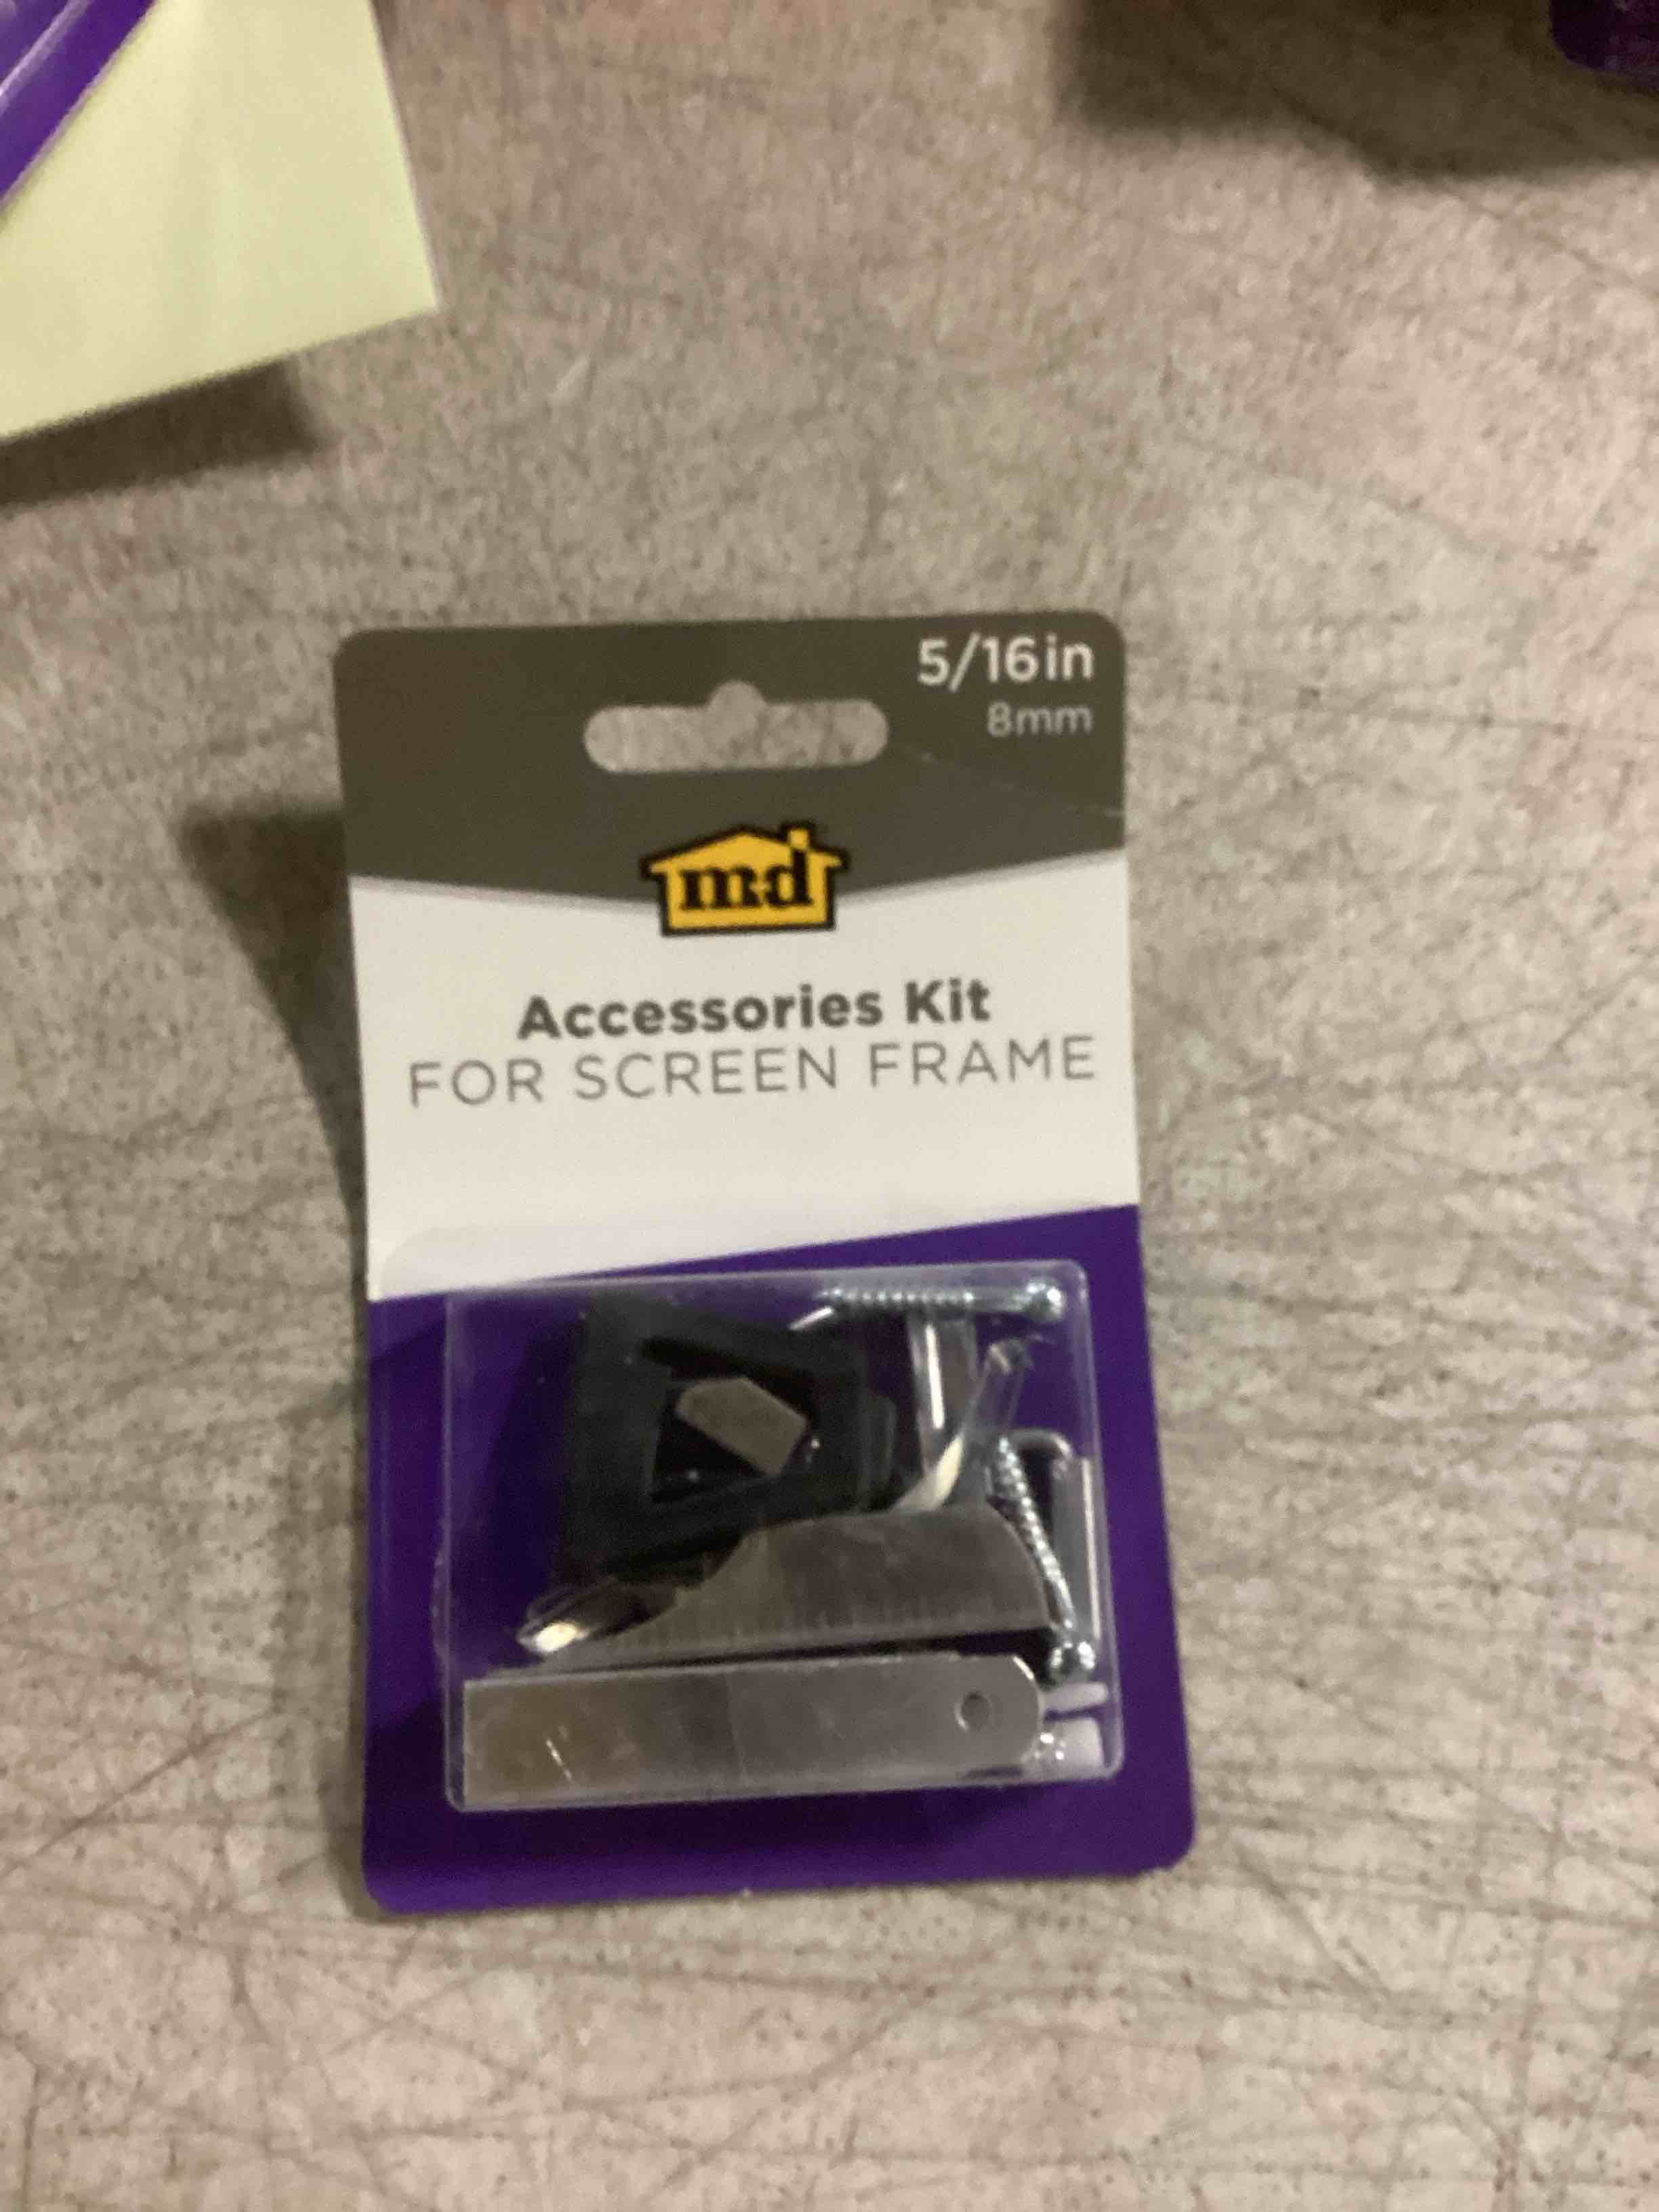 5/16in
8mm
m-d
Accessories Kit
FOR SCREEN FRAME